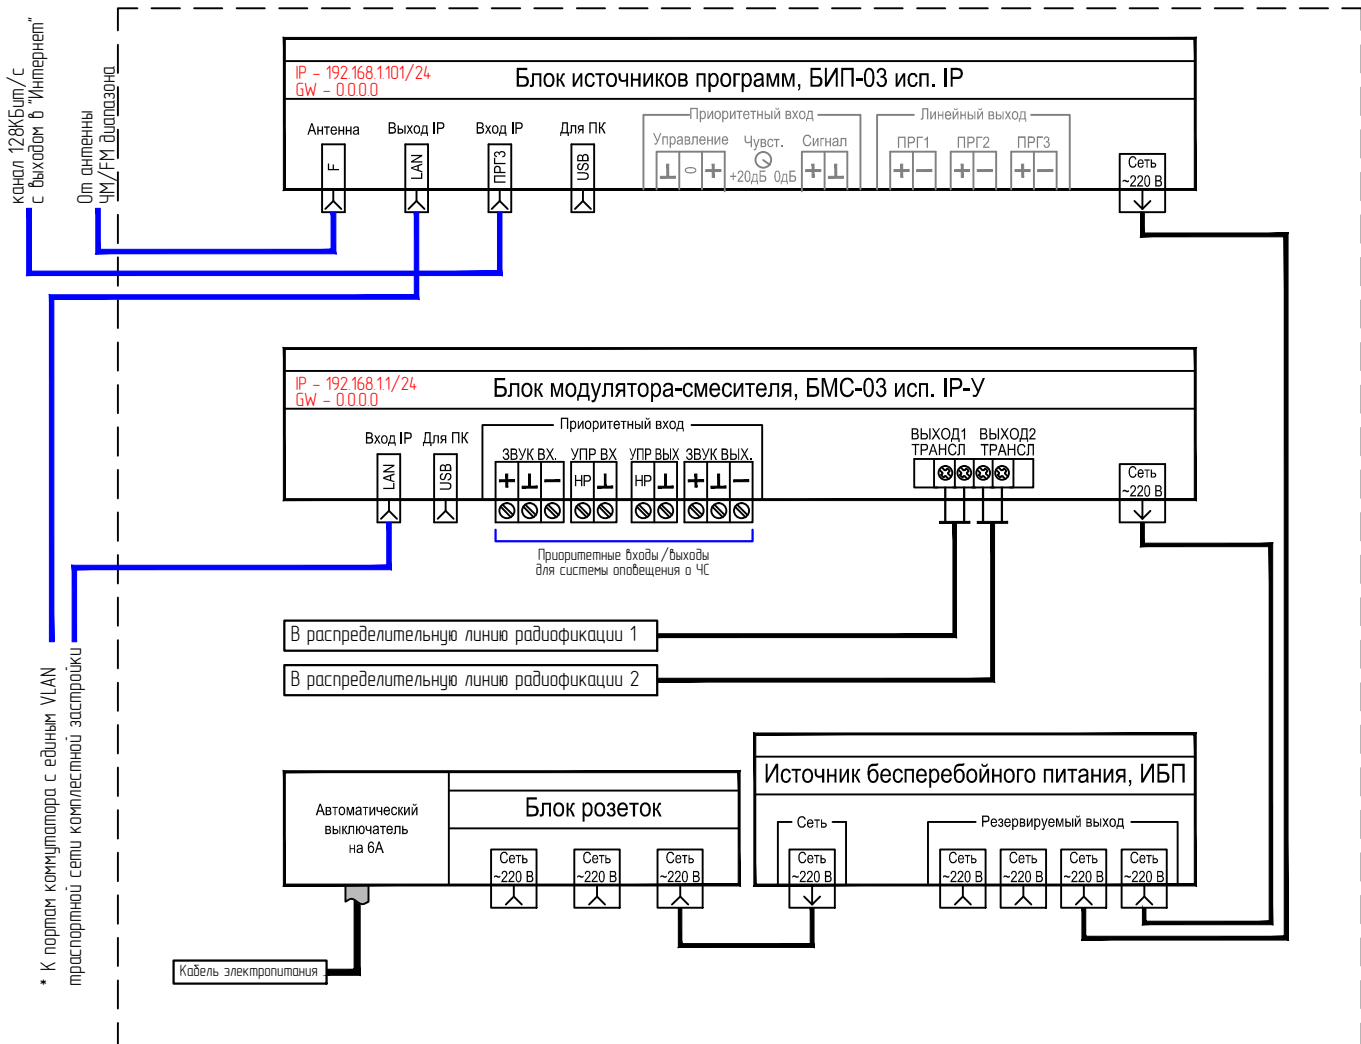 канал 128КБит/с
с выходом в "Интернет"
От антенны
ЧМ/FM диапазона
IP - 192.168.1.101/24
GW - 0.0.0.0
Блок источников программ, БИП-03 исп. IP
Антенна
Выход IP
Вход IP
Для ПК
F
LAN
ПРГ3
USB
Приоритетный вход
Управление
Чувст.
Сигнал
0
+
+20дБ 0дБ
+
Линейный выход
ПРГ1
ПРГ2
ПРГ3
+ −
+ −
+ −
Сеть
~220 В
IP - 192.168.1.1/24
GW - 0.0.0.0
Блок модулятора-смесителя, БМС-03 исп. IP-У
Вход IP
Для ПК
LAN
USB
Приоритетный вход
ЗВУК ВХ.
УПР ВХ
УПР ВЫХ
ЗВУК ВЫХ.
+ −
НР
НР
+ −
ВЫХОД1
ТРАНСЛ
ВЫХОД2
ТРАНСЛ
Сеть
~220 В
Приоритетные входы/выходы
для системы оповещения о ЧС
В распределительную линию радиофикации 1
В распределительную линию радиофикации 2
* К портам коммутатора с единым VLAN
траспортной сети комплестной застройки
Автоматический
выключатель
на 6А
Блок розеток
Сеть
~220 В
Сеть
~220 В
Сеть
~220 В
Источник бесперебойного питания, ИБП
Сеть
Сеть
~220 В
Резервируемый выход
Сеть
~220 В
Сеть
~220 В
Сеть
~220 В
Сеть
~220 В
Кабель электропитания